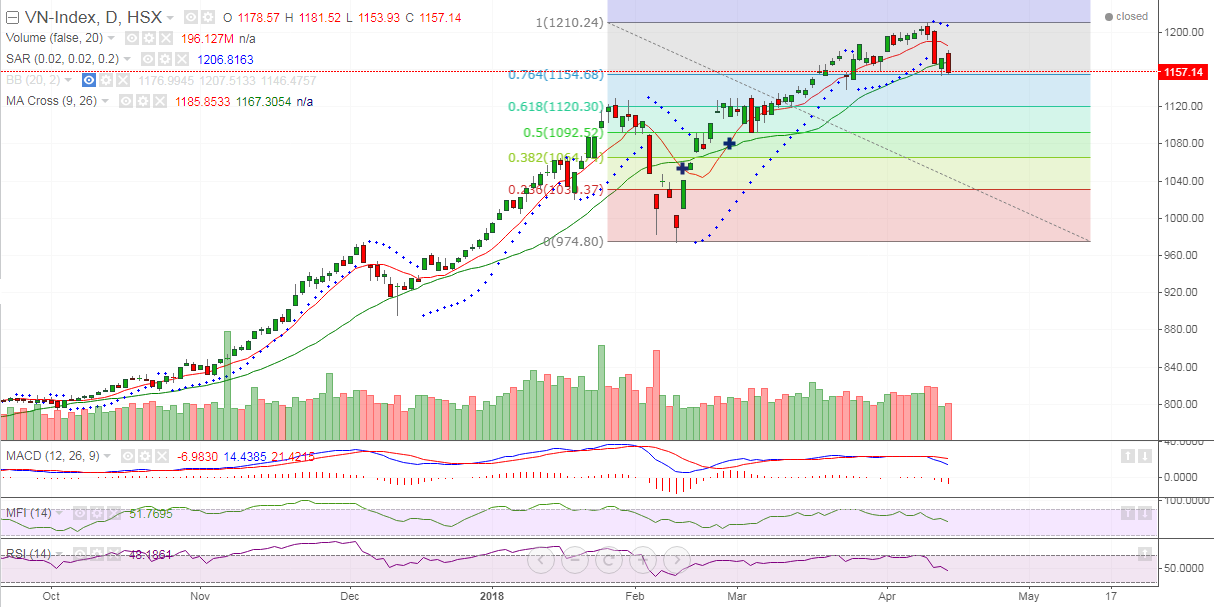 VN-Index, D, HSX O 1178.57 H 1181.52 L 1153.93 C 1157.14
closed
Volume (false, 20) 196.127M n/a
SAR (0.02, 0.02, 0.2) 1206.8163
BB (20, 2) 1176.9945 1207.5133 1146.4757
MA Cross (9, 26) 1185.8533 1167.3054 n/a
1(1210.24)
0.764(1154.68)
0.618(1120.30)
0.5(1092.52)
0.236(1030.37)
0(974.80)
1200.00
1157.14
1120.00
1080.00
1040.00
1000.00
960.00
920.00
880.00
840.00
800.00
MACD (12, 26, 9) -6.9830 14.4385 21.4215
40.0000
0.0000
MFI (14) 51.7695
100.0000
RSI (14) 48.1861
50.0000
Oct Nov Dec 2018 Feb Mar Apr May 17